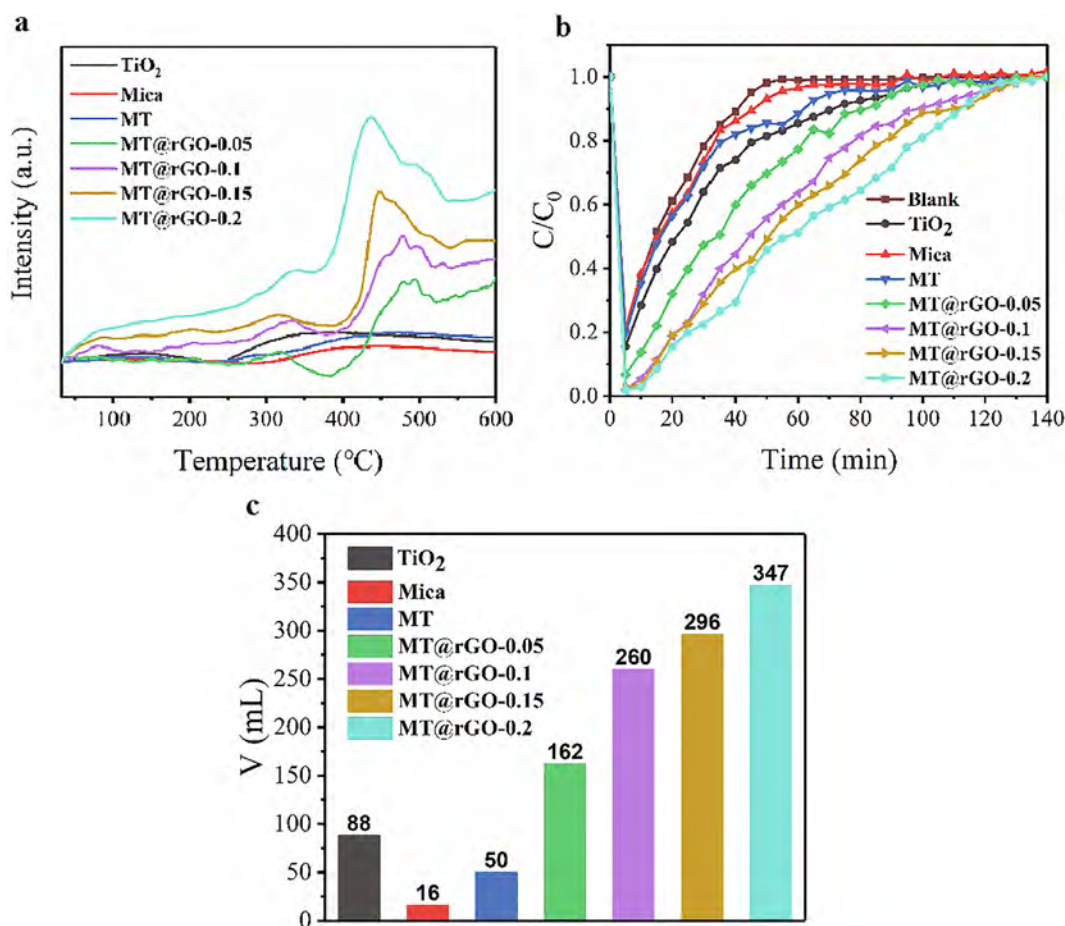 a
TiO2
Mica
MT
MT@rGO-0.05
MT@rGO-0.1
MT@rGO-0.15
MT@rGO-0.2
Intensity (a.u.)
100 200 300 400 500 600
Temperature (°C)
b
1.0
0.8
0.6
0.4
0.2
0.0
C/C0
Blank
TiO2
Mica
MT
MT@rGO-0.05
MT@rGO-0.1
MT@rGO-0.15
MT@rGO-0.2
0 20 40 60 80 100 120 140
Time (min)
c
400
350
300
250
200
150
100
50
0
V (mL)
TiO2
Mica
MT
MT@rGO-0.05
MT@rGO-0.1
MT@rGO-0.15
MT@rGO-0.2
88
16
50
162
260
296
347